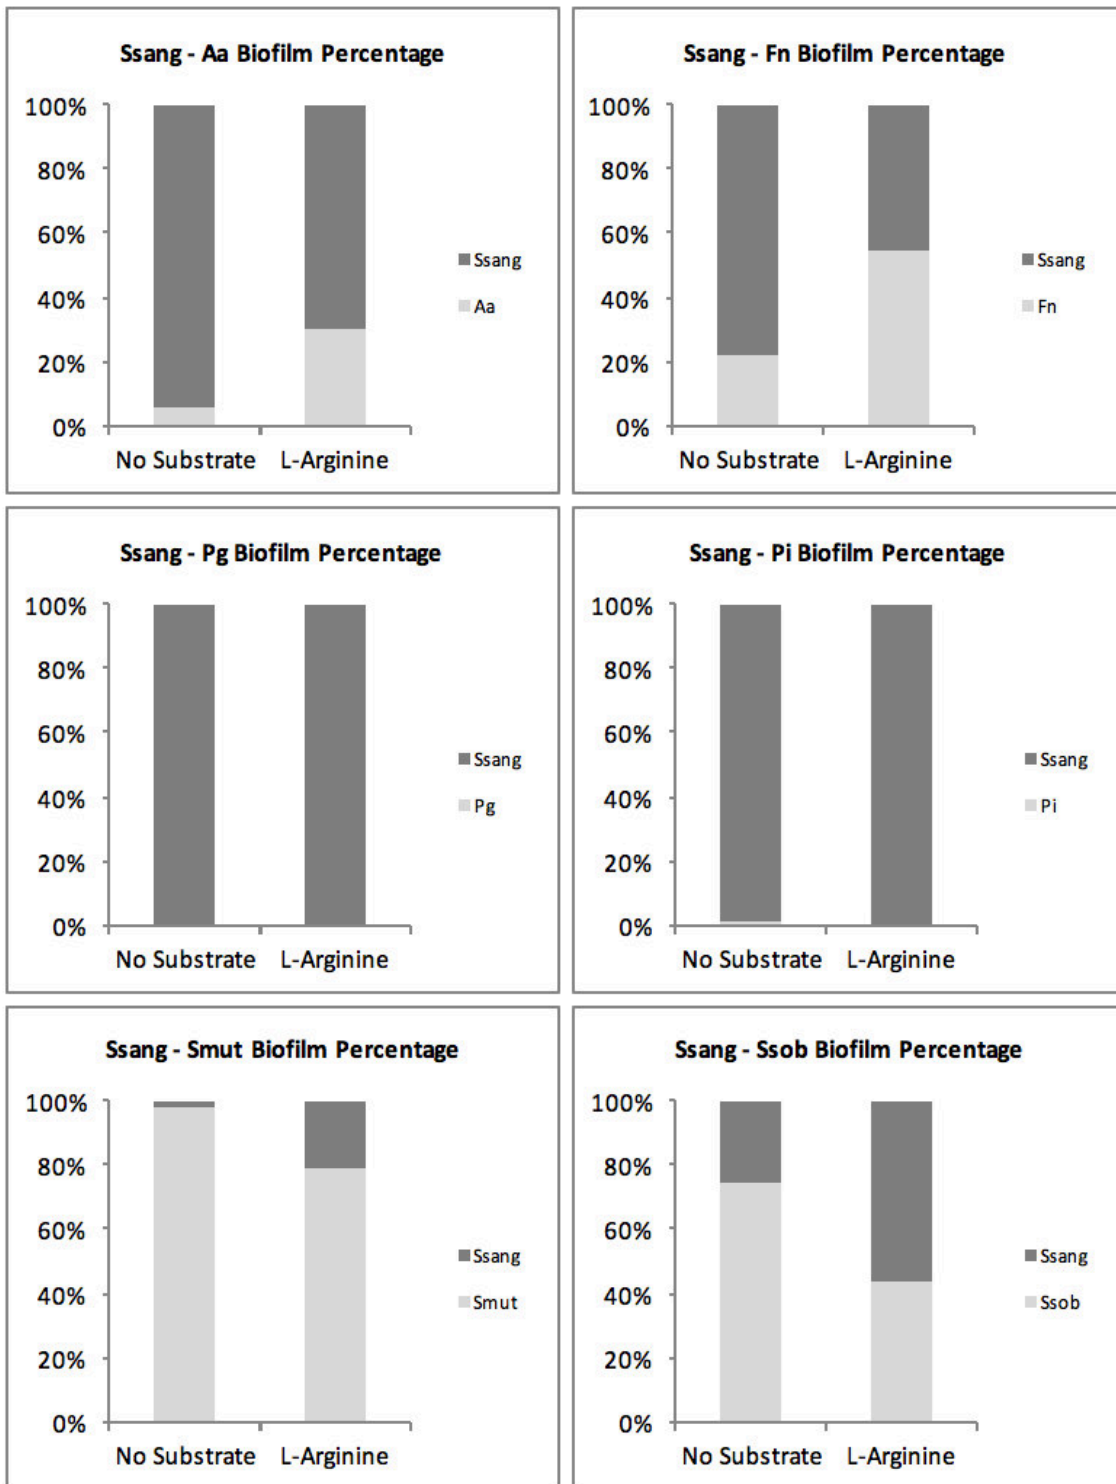 Ssang - Aa Biofilm Percentage
100%
80%
60%
40%
20%
0%
No Substrate L-Arginine
Ssang
Aa
Ssang - Fn Biofilm Percentage
100%
80%
60%
40%
20%
0%
No Substrate L-Arginine
Ssang
Fn
Ssang - Pg Biofilm Percentage
100%
80%
60%
40%
20%
0%
No Substrate L-Arginine
Ssang
Pg
Ssang - Pi Biofilm Percentage
100%
80%
60%
40%
20%
0%
No Substrate L-Arginine
Ssang
Pi
Ssang - Smut Biofilm Percentage
100%
80%
60%
40%
20%
0%
No Substrate L-Arginine
Ssang
Smut
Ssang - Ssob Biofilm Percentage
100%
80%
60%
40%
20%
0%
No Substrate L-Arginine
Ssang
Ssob